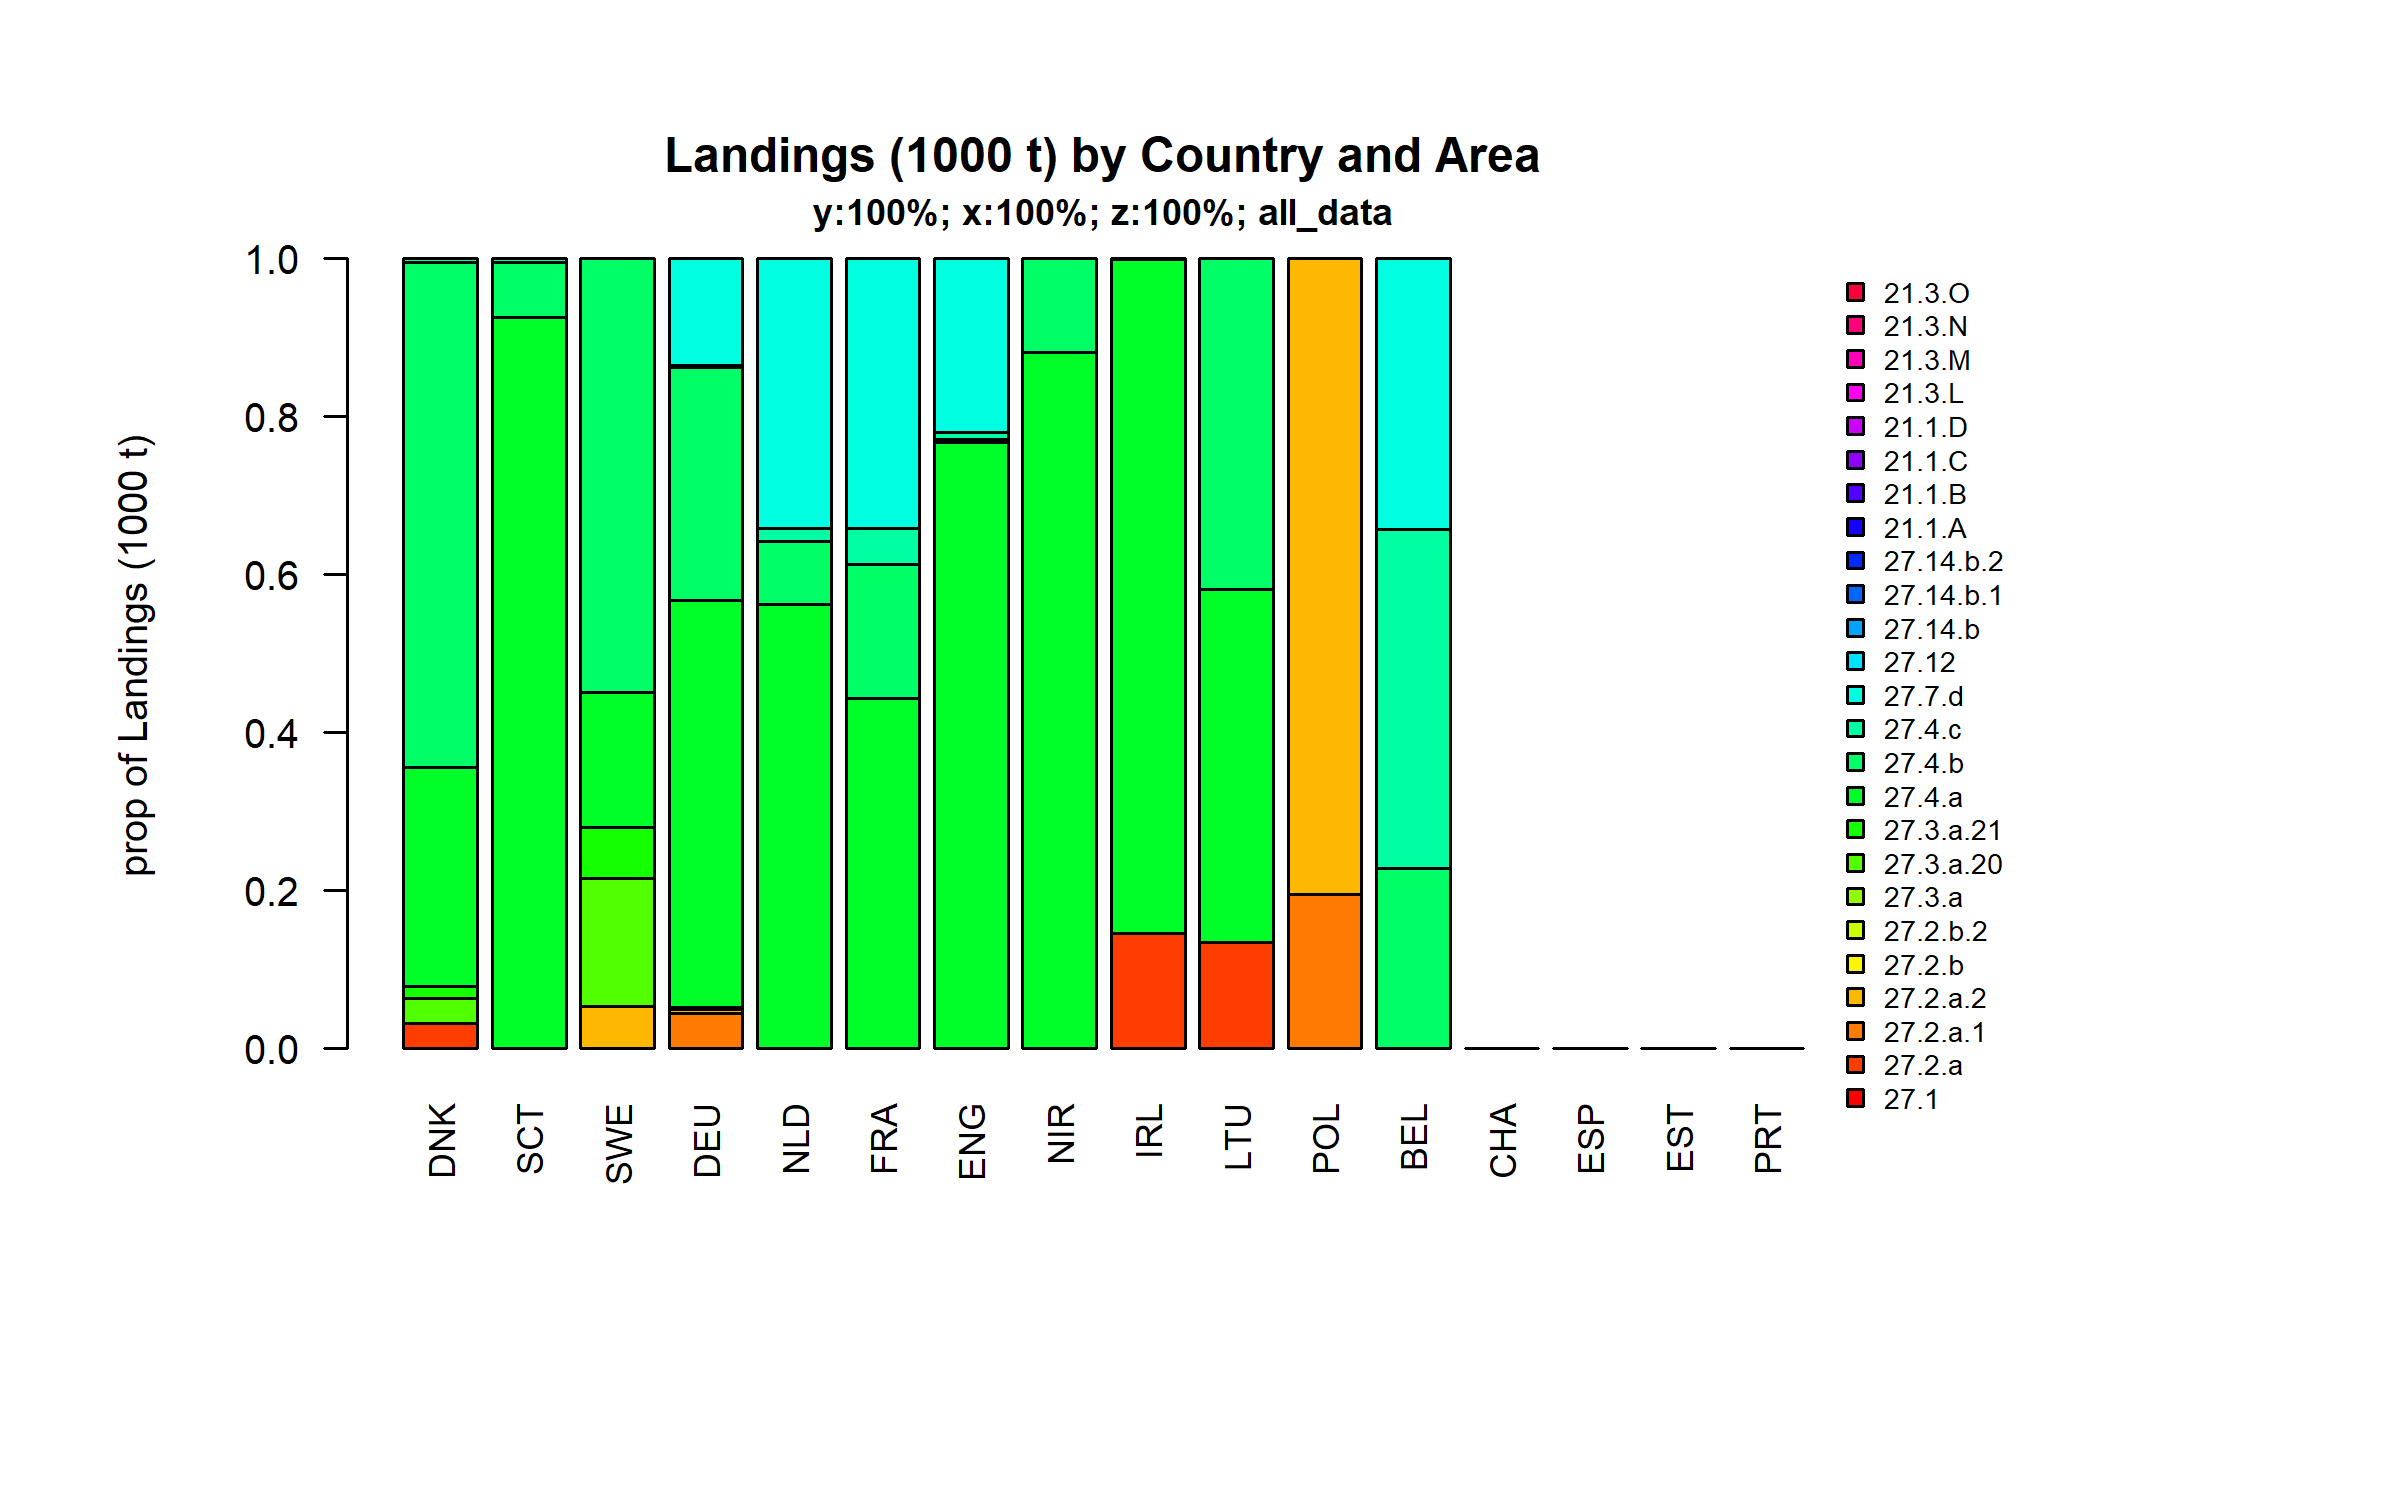 Landings (1000 t) by Country and Area
y:100%; x:100%; z:100%; all_data
prop of Landings (1000 t)
1.0
0.8
0.6
0.4
0.2
0.0
DNK
SCT
SWE
DEU
NLD
FRA
ENG
NIR
IRL
LTU
POL
BEL
CHA
ESP
EST
PRT
21.3.O
21.3.N
21.3.M
21.3.L
21.1.D
21.1.C
21.1.B
21.1.A
27.14.b.2
27.14.b.1
27.14.b
27.12
27.7.d
27.4.c
27.4.b
27.4.a
27.3.a.21
27.3.a.20
27.3.a
27.2.b.2
27.2.b
27.2.a.2
27.2.a.1
27.2.a
27.1